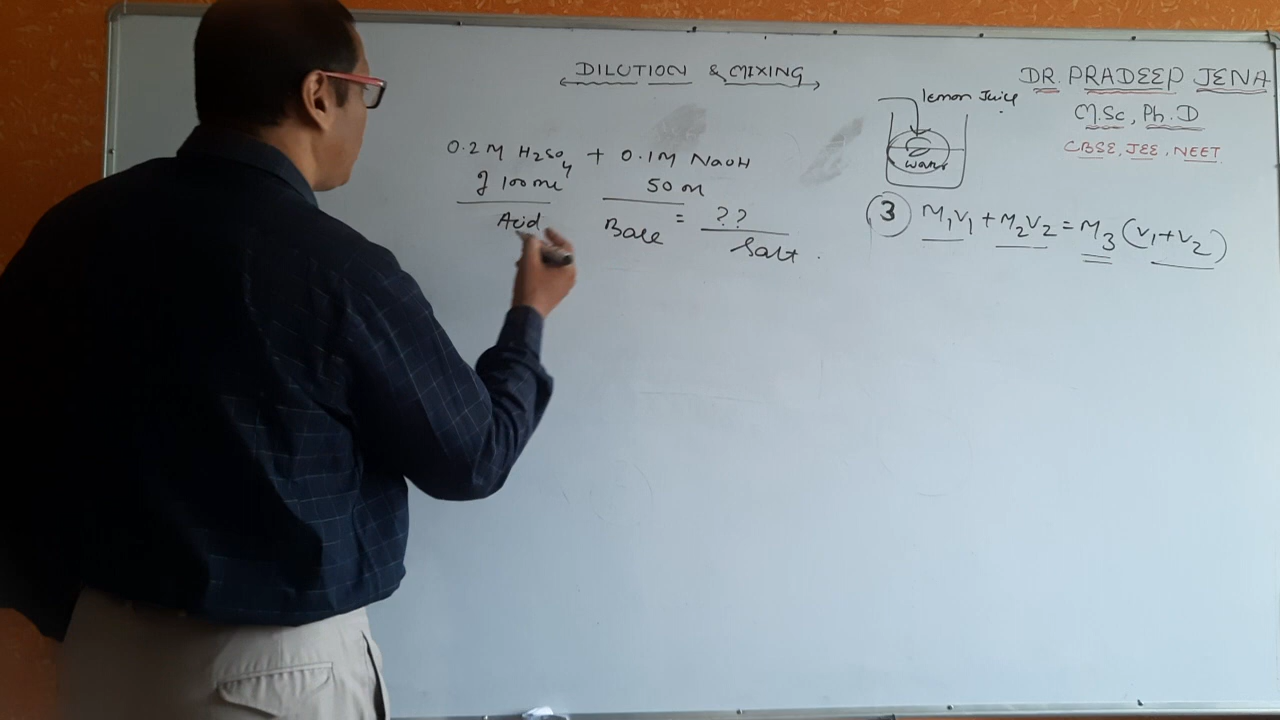 DILUTION & MIXING
DR. PRADEEP JENA
M.Sc, Ph.D
CBSE, JEE, NEET
lemon Juice
water
0.2 M H2SO4 + 0.1M NaOH
100 ml 50 ml
Acid Base = ??
Salt.
3 M1V1 + M2V2 = M3 (V1+V2)